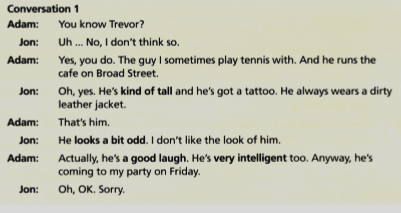 Conversation 1
Adam: You know Trevor?
Jon: Uh ... No, I don't think so.
Adam: Yes, you do. The guy I sometimes play tennis with. And he runs the
cafe on Broad Street.
Jon: Oh, yes. He's kind of tall and he's got a tattoo. He always wears a dirty
leather jacket.
Adam: That's him.
Jon: He looks a bit odd. I don't like the look of him.
Adam: Actually, he's a good laugh. He's very intelligent too. Anyway, he's
coming to my party on Friday.
Jon: Oh, OK. Sorry.